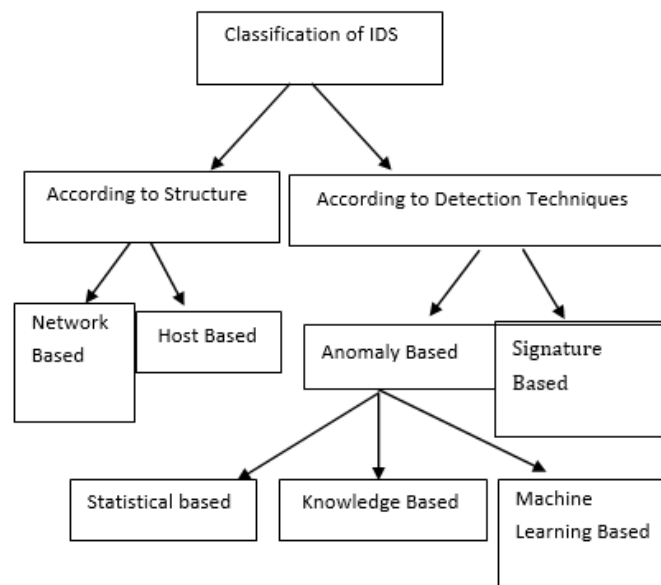 Classification of IDS
According to Structure
According to Detection Techniques
Network
Based
Host Based
Anomaly Based
Signature
Based
Statistical based
Knowledge Based
Machine
Learning Based